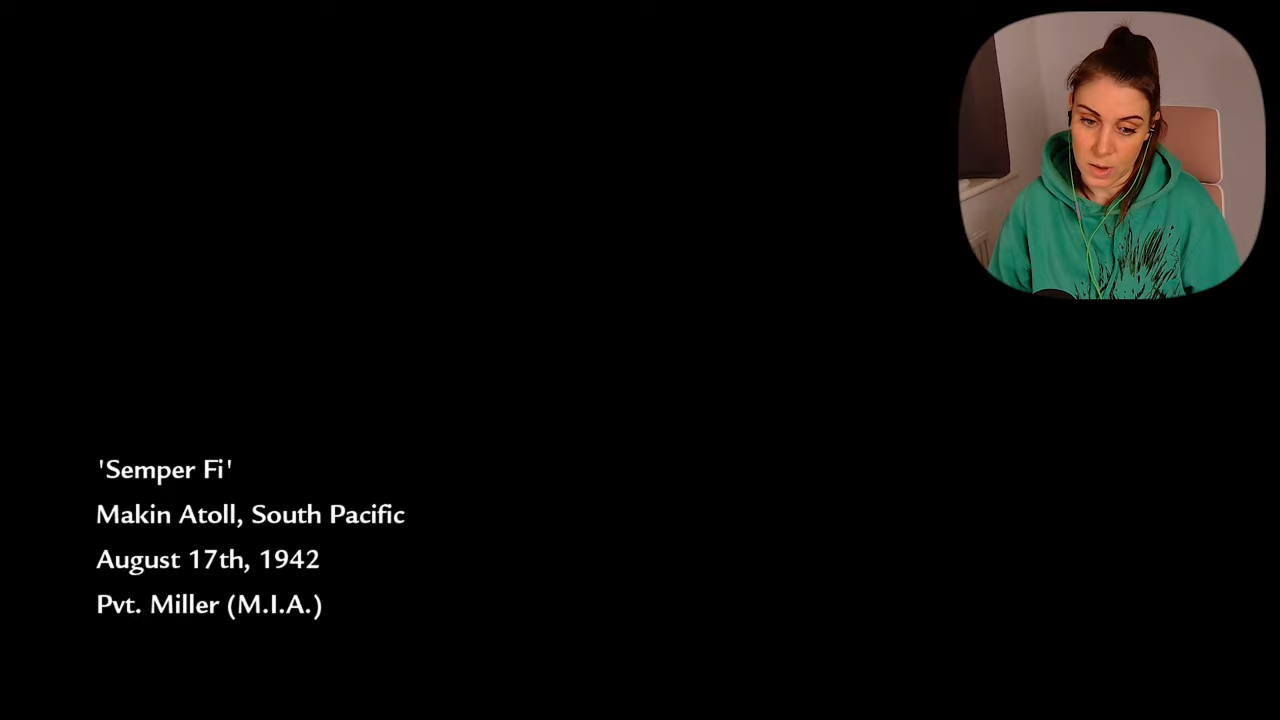 'Semper Fi'
Makin Atoll, South Pacific
August 17th, 1942
Pvt. Miller (M.I.A.)